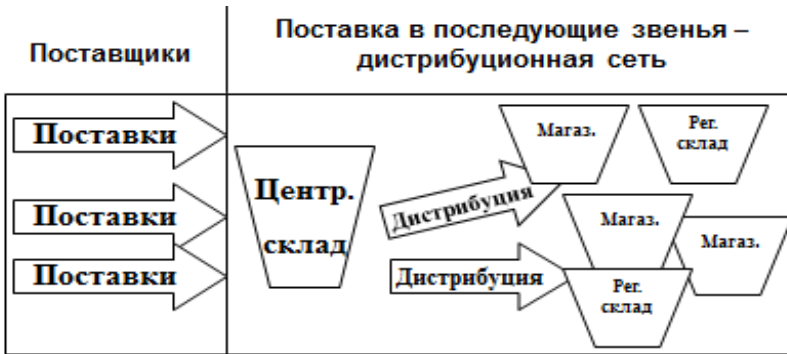 Поставщики
Поставка в последующие звенья –
дистрибуционная сеть
Поставки
Поставки
Поставки
Центр.
склад
Дистрибуция
Дистрибуция
Магаз.
Рег.
склад
Магаз.
Магаз.
Рег.
склад